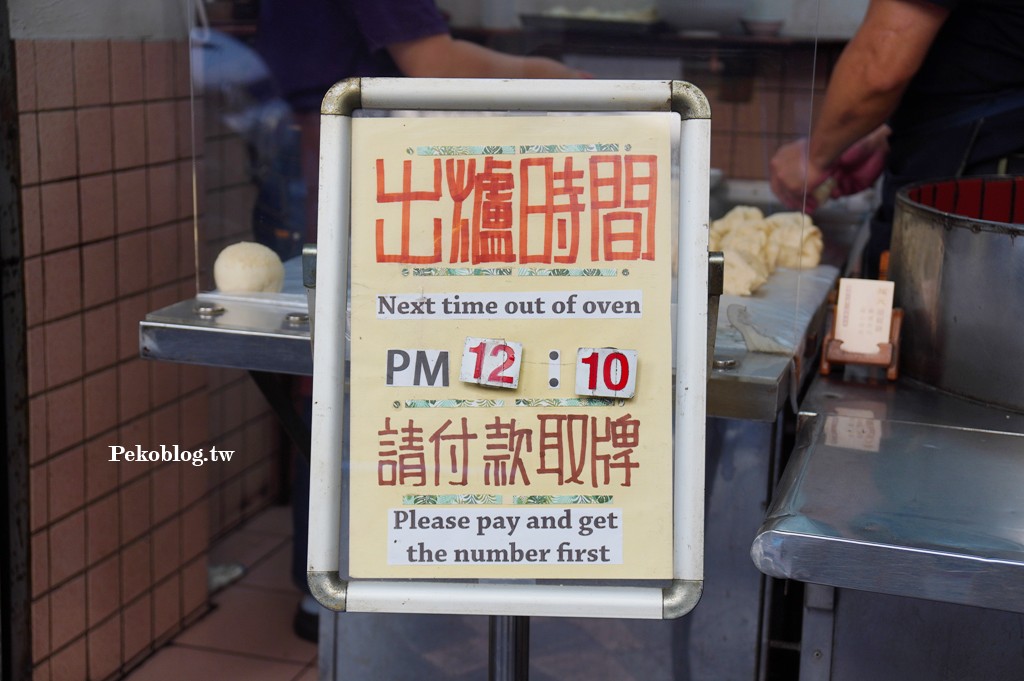 出爐時間
Next time out of oven
PM 12 : 10
請付款取牌
Please pay and get
the number first
Pekoblog.tw